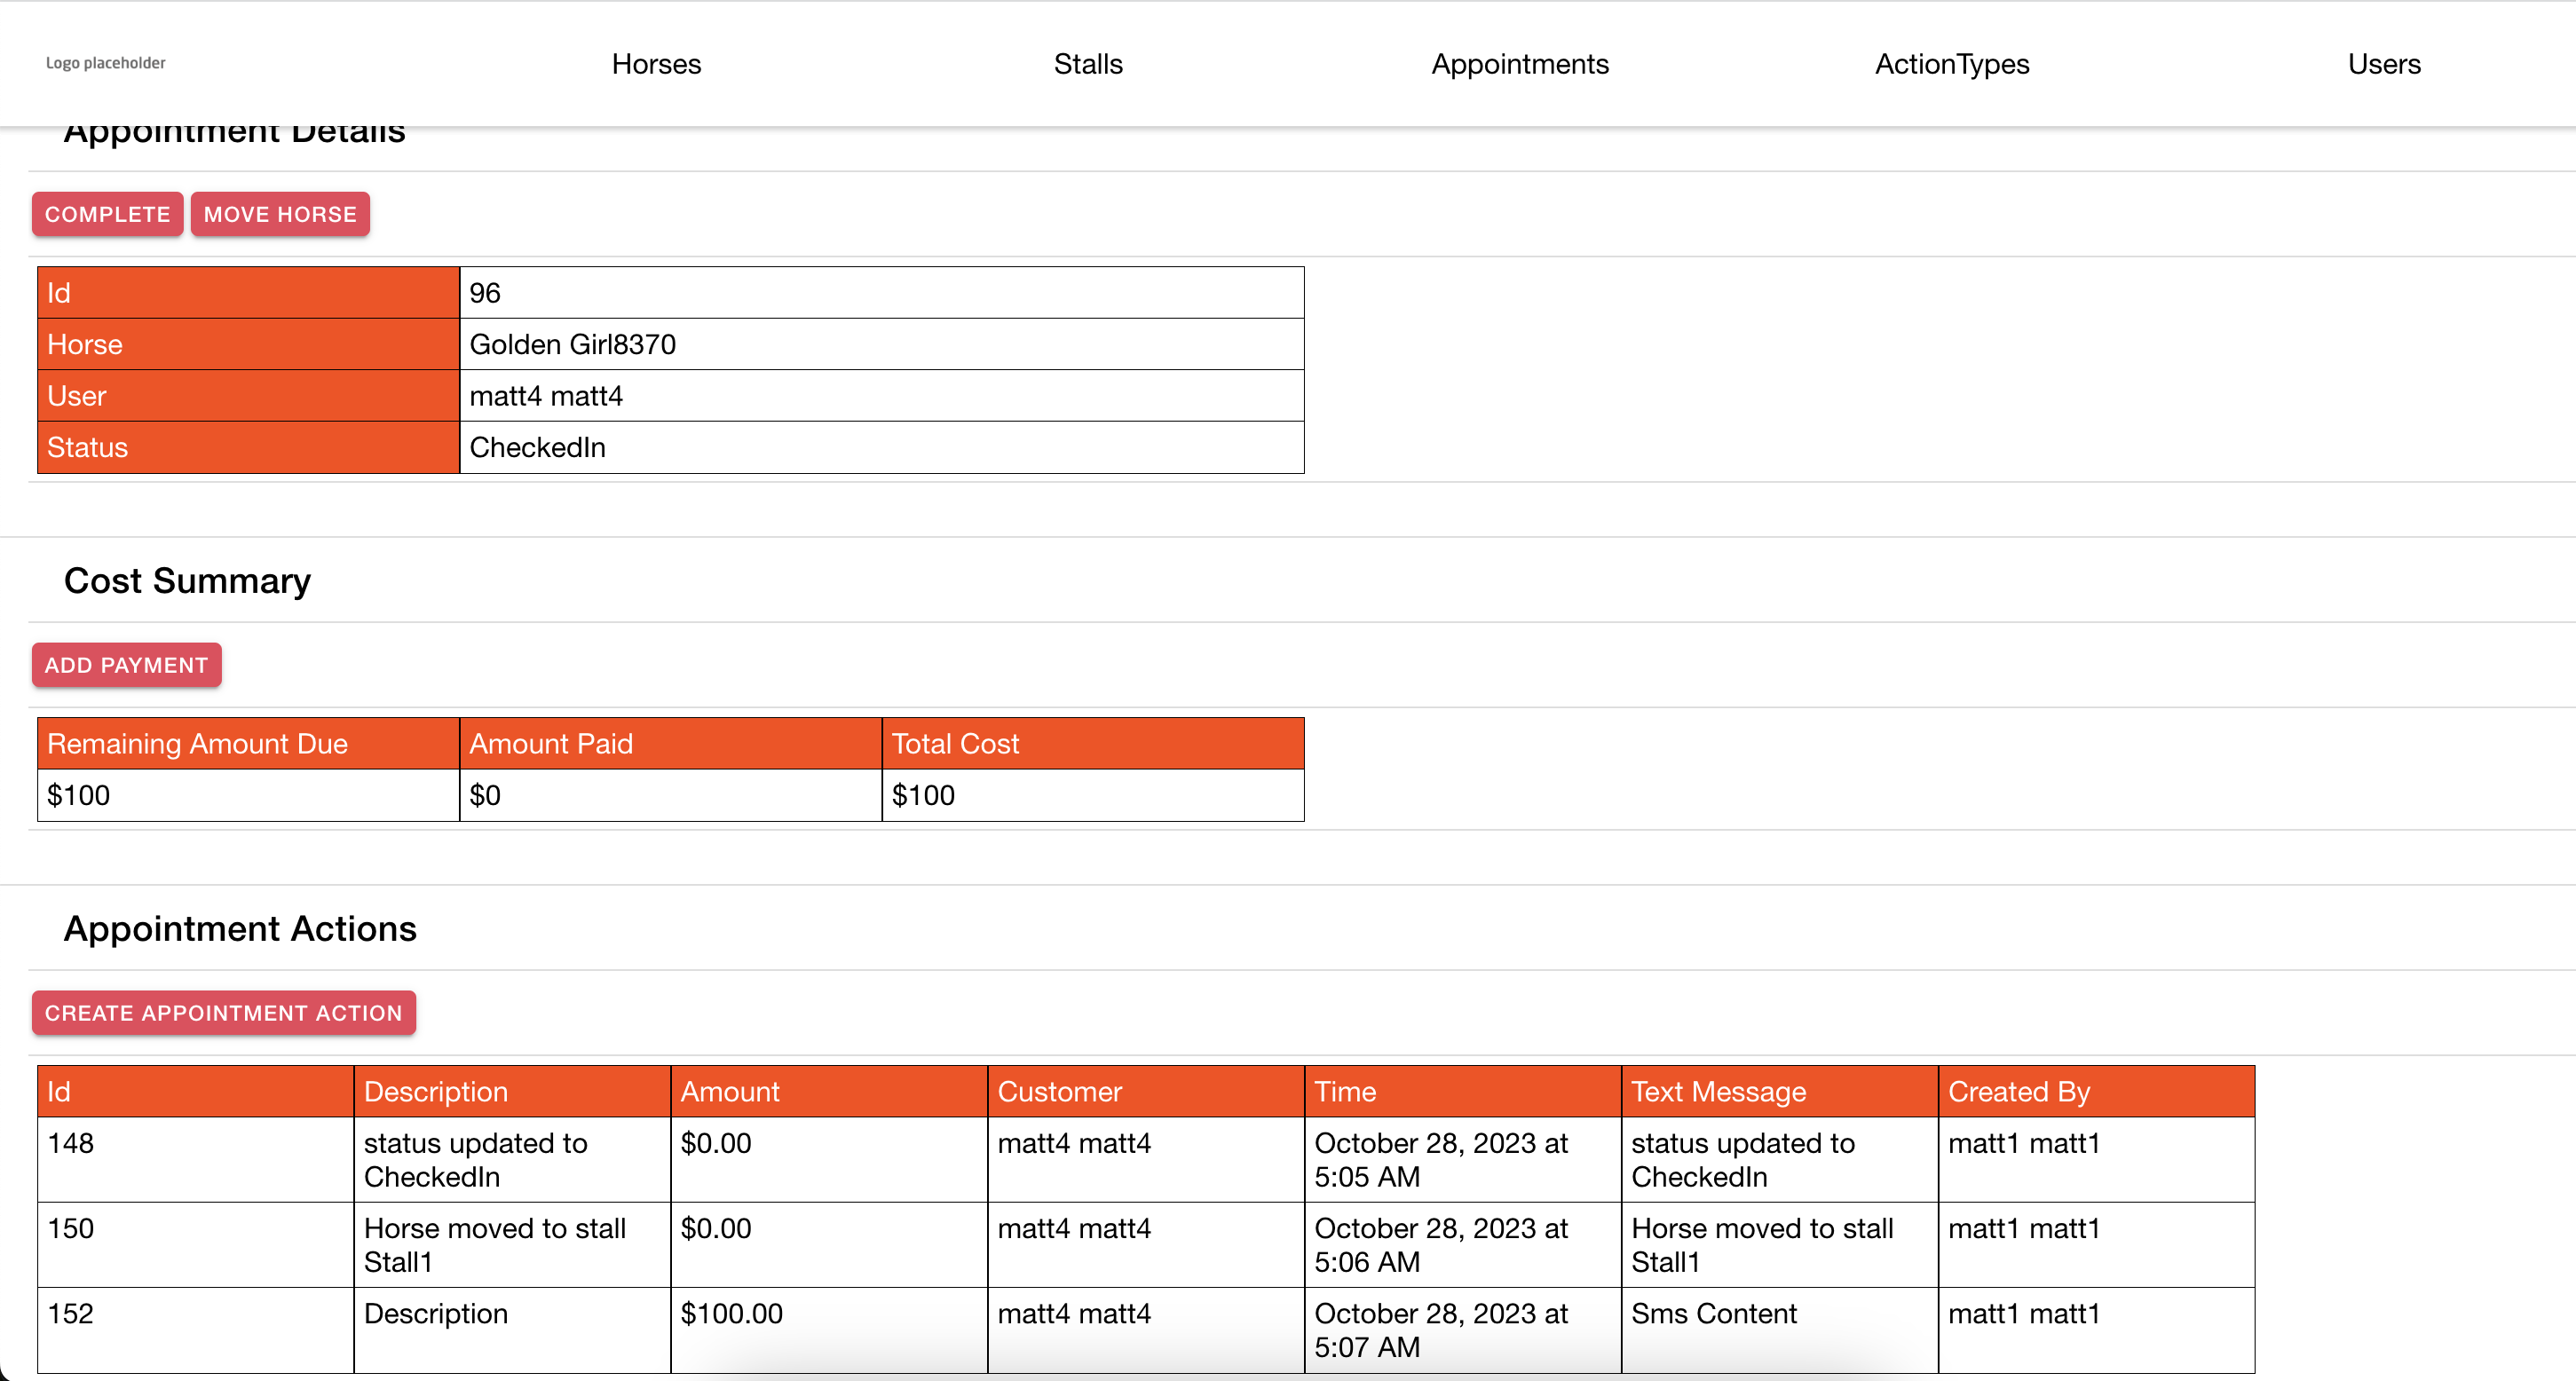 Logo placeholder Horses Stalls Appointments ActionTypes Users
Appointment Details
COMPLETE MOVE HORSE
Id 96
Horse Golden Girl8370
User matt4 matt4
Status CheckedIn
Cost Summary
ADD PAYMENT
Remaining Amount Due Amount Paid Total Cost
$100 $0 $100
Appointment Actions
CREATE APPOINTMENT ACTION
Id Description Amount Customer Time Text Message Created By
148 status updated to $0.00 matt4 matt4 October 28, 2023 at status updated to matt1 matt1
CheckedIn 5:05 AM CheckedIn
150 Horse moved to stall $0.00 matt4 matt4 October 28, 2023 at Horse moved to stall matt1 matt1
Stall1 5:06 AM Stall1
152 Description $100.00 matt4 matt4 October 28, 2023 at Sms Content matt1 matt1
5:07 AM